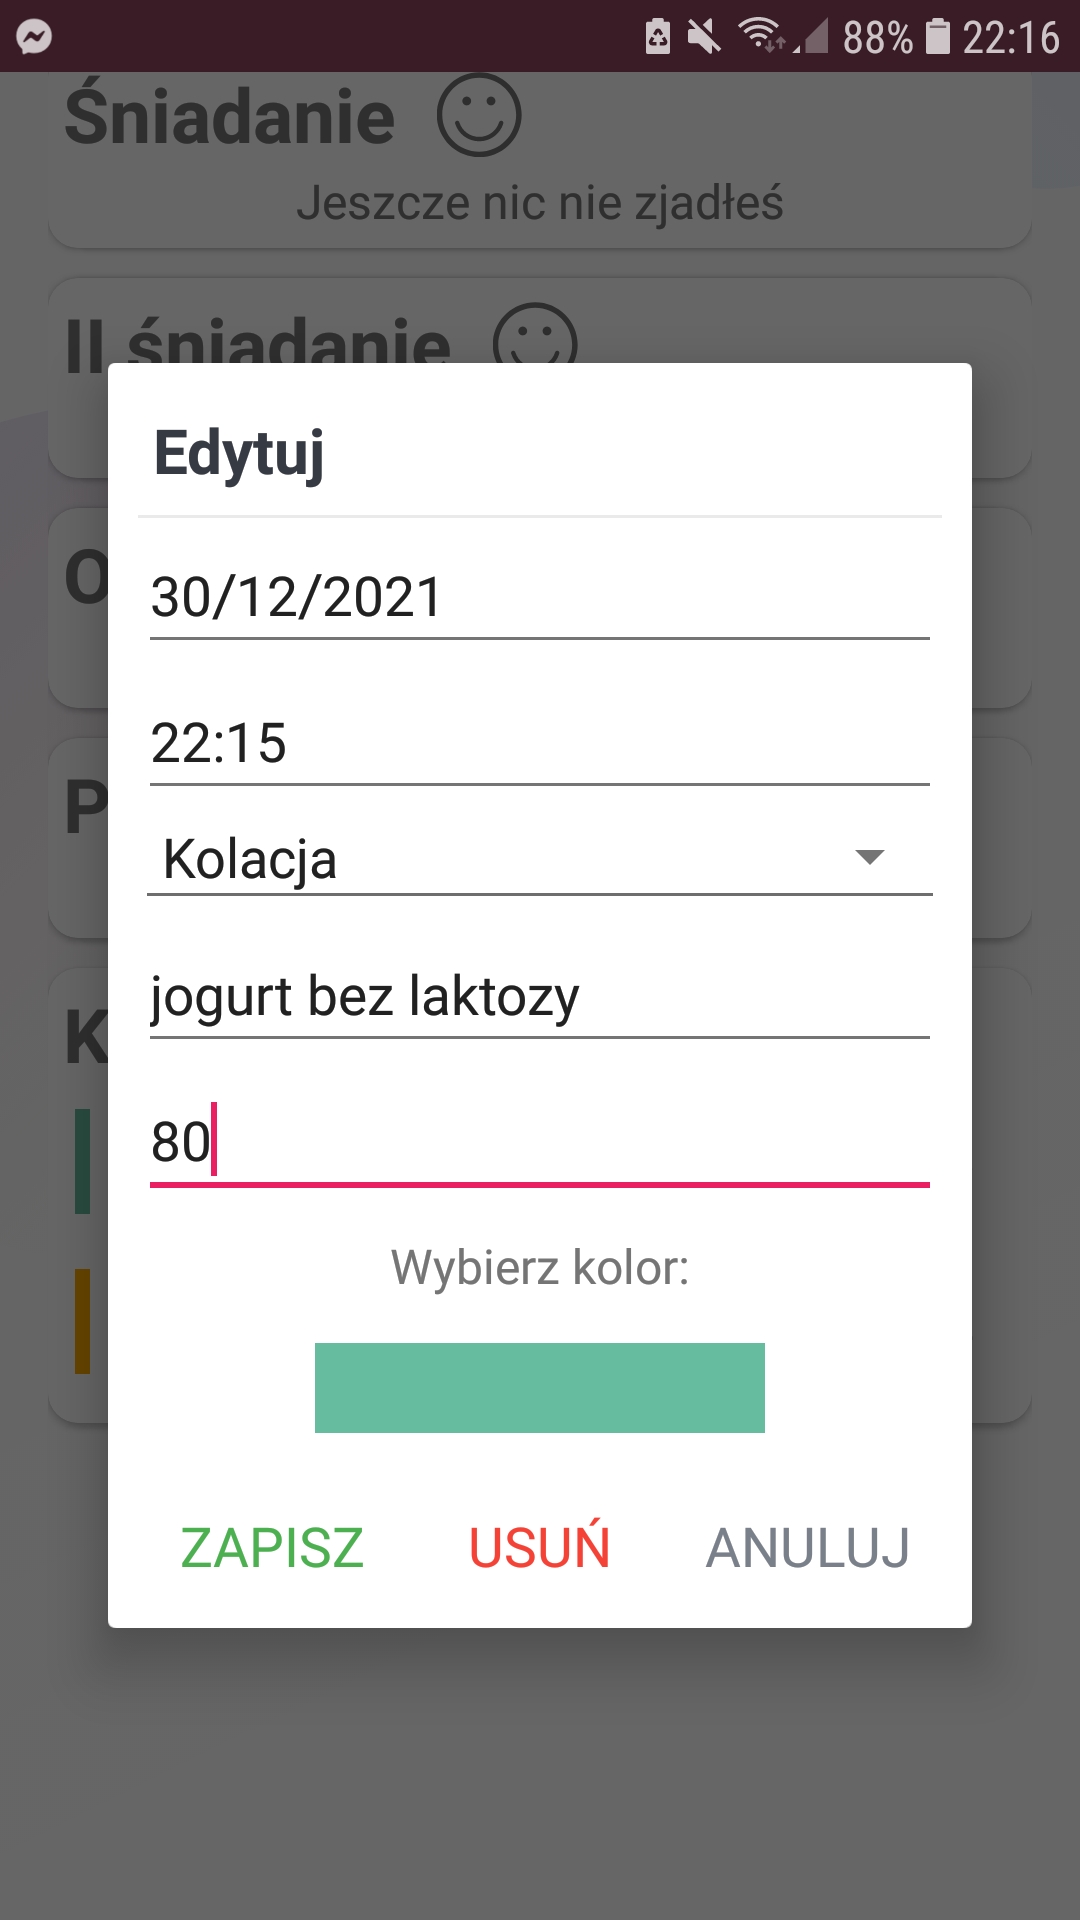 88% 22:16
Śniadanie
Jeszcze nic nie zjadłeś
II śniadanie
O
P
K
Edytuj
30/12/2021
22:15
Kolacja
jogurt bez laktozy
80
Wybierz kolor:
ZAPISZ USUŃ ANULUJ